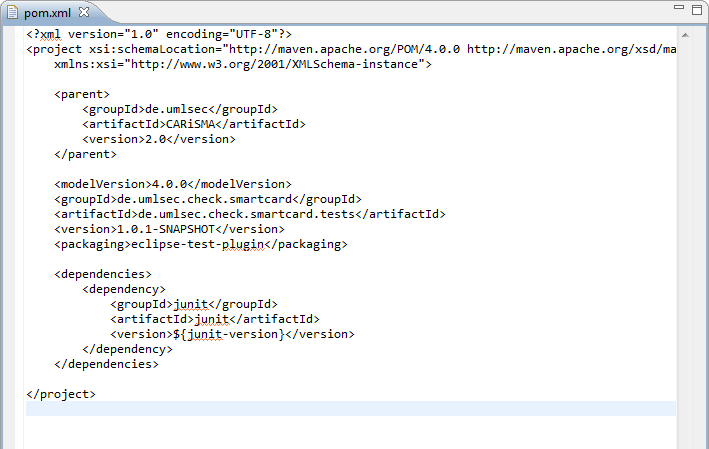 pom.xml
<?xml version="1.0" encoding="UTF-8"?>
<project xsi:schemaLocation="http://maven.apache.org/POM/4.0.0 http://maven.apache.org/xsd/ma
    xmlns:xsi="http://www.w3.org/2001/XMLSchema-instance">
    <parent>
        <groupId>de.umlsec</groupId>
        <artifactId>CARiSMA</artifactId>
        <version>2.0</version>
    </parent>
    <modelVersion>4.0.0</modelVersion>
    <groupId>de.umlsec.check.smartcard</groupId>
    <artifactId>de.umlsec.check.smartcard.tests</artifactId>
    <version>1.0.1-SNAPSHOT</version>
    <packaging>eclipse-test-plugin</packaging>
    <dependencies>
        <dependency>
            <groupId>junit</groupId>
            <artifactId>junit</artifactId>
            <version>${junit-version}</version>
        </dependency>
    </dependencies>
</project>